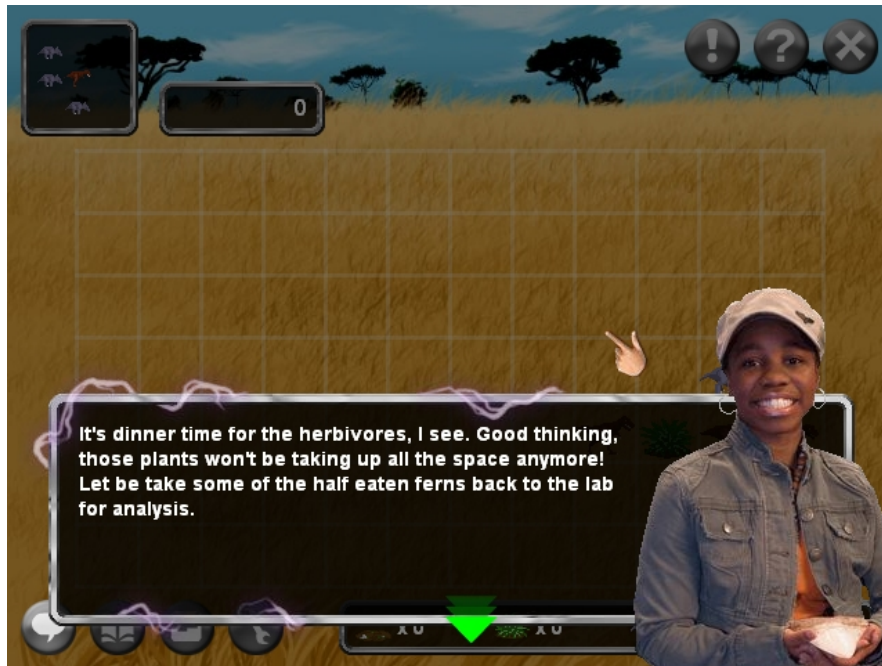 0
It's dinner time for the herbivores, I see. Good thinking,
those plants won't be taking up all the space anymore!
Let be take some of the half eaten ferns back to the lab
for analysis.
X 0 X 0